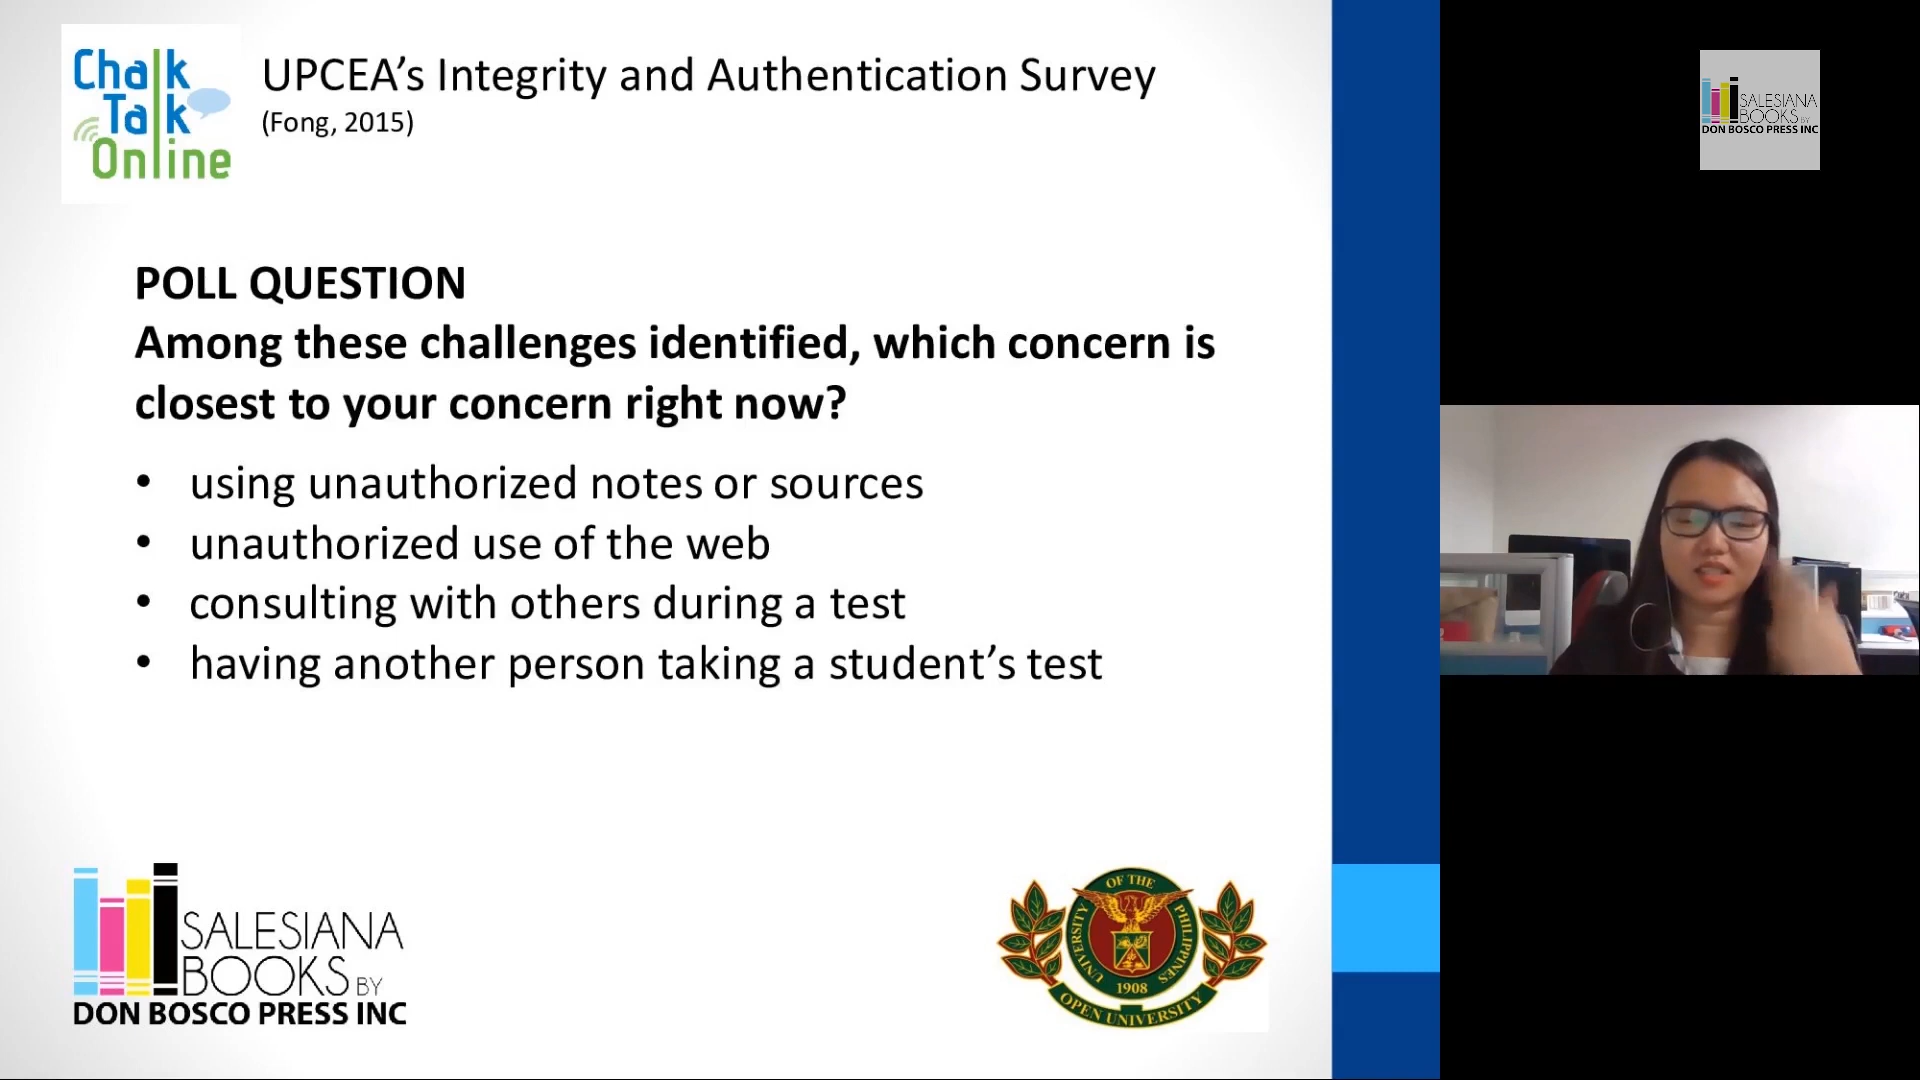 Chalk
Talk
Online
UPCEA’s Integrity and Authentication Survey
(Fong, 2015)
POLL QUESTION
Among these challenges identified, which concern is
closest to your concern right now?
• using unauthorized notes or sources
• unauthorized use of the web
• consulting with others during a test
• having another person taking a student’s test
SALESIANA
BOOKS BY
DON BOSCO PRESS INC
UNIVERSITY OF THE PHILIPPINES
1908
OPEN UNIVERSITY
SALESIANA
BOOKS BY
DON BOSCO PRESS INC